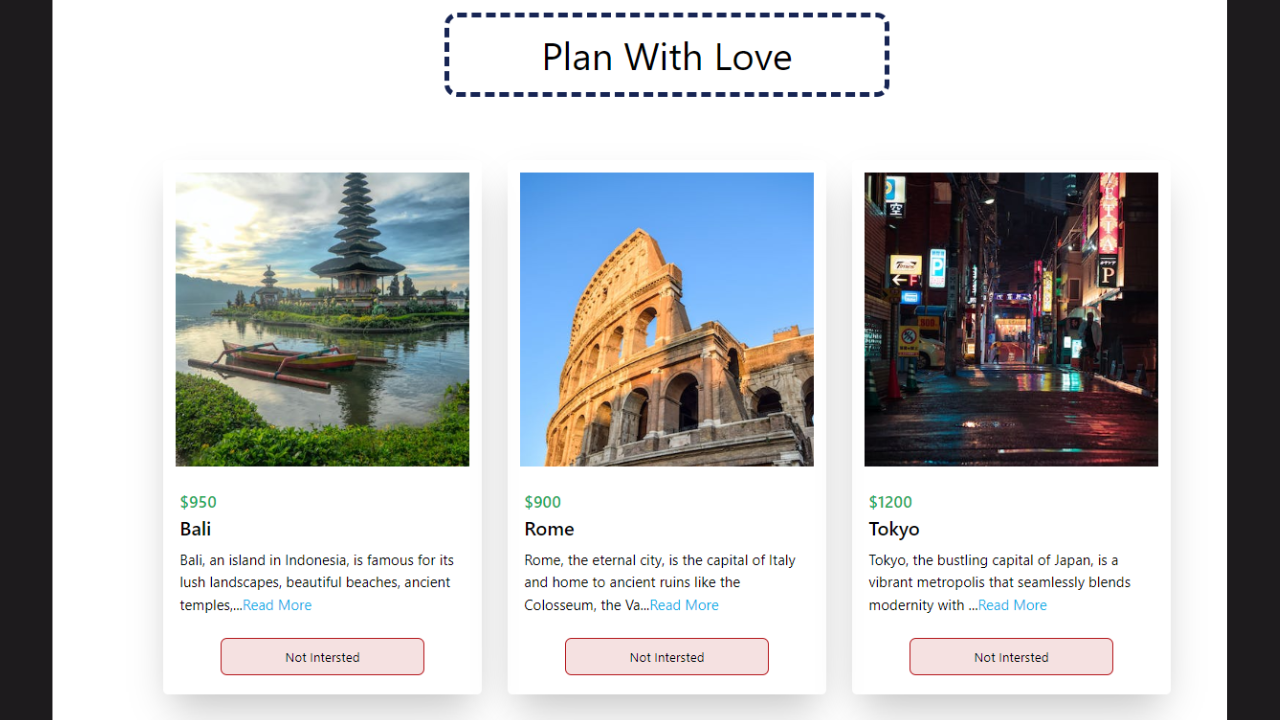 Plan With Love
空
P
P
$950
Bali
Bali, an island in Indonesia, is famous for its
lush landscapes, beautiful beaches, ancient
temples,...Read More
Not Intersted
$900
Rome
Rome, the eternal city, is the capital of Italy
and home to ancient ruins like the
Colosseum, the Va...Read More
Not Intersted
$1200
Tokyo
Tokyo, the bustling capital of Japan, is a
vibrant metropolis that seamlessly blends
modernity with ...Read More
Not Intersted